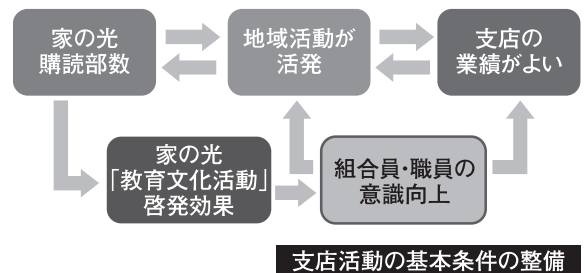 家の光
購読部数
地域活動が
活発
支店の
業績がよい
家の光
「教育文化活動」
啓発効果
組合員・職員の
意識向上
支店活動の基本条件の整備